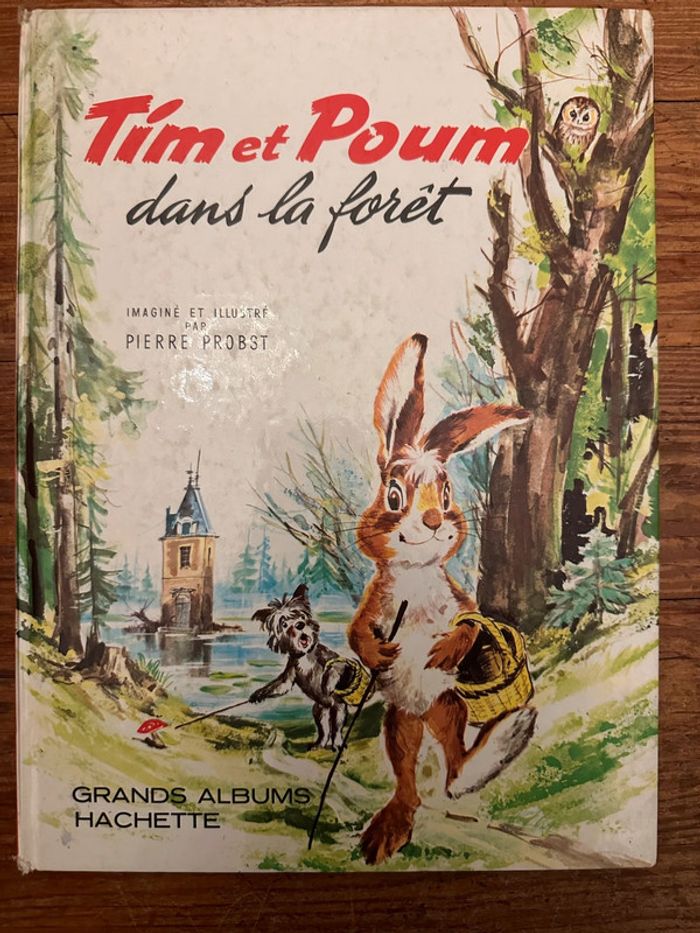 Tim et Poum
dans la forêt
IMAGINÉ ET ILLUSTRÉ
PAR
PIERRE PROBST
GRANDS ALBUMS
HACHETTE